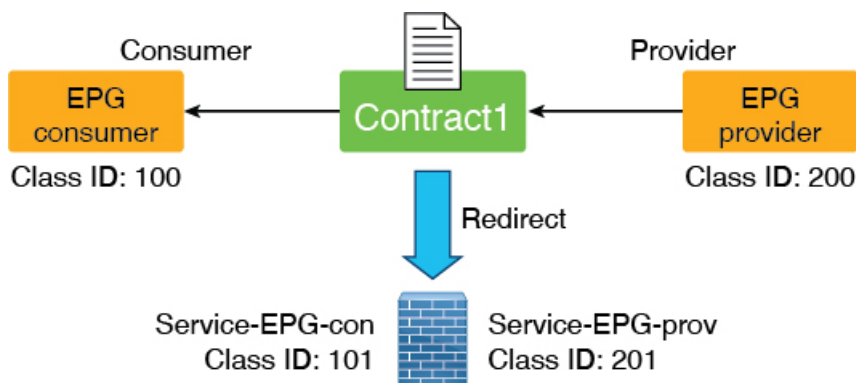 Consumer
Provider
EPG
consumer
Contract1
EPG
provider
Class ID: 100
Class ID: 200
Redirect
Service-EPG-con
Class ID: 101
Service-EPG-prov
Class ID: 201